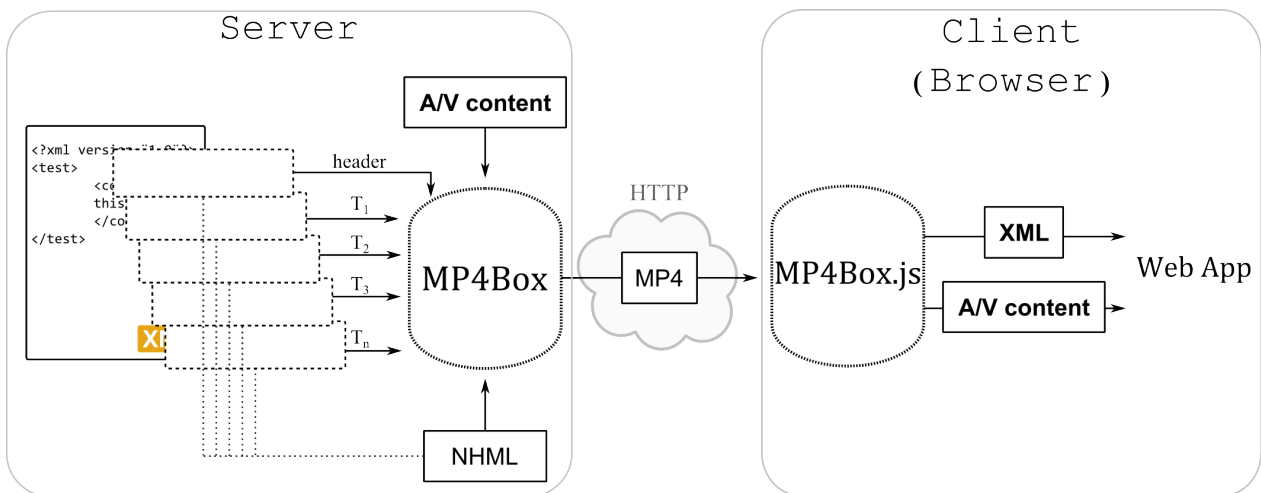 Server
Client
(Browser)
A/V content
<?xml version
<test>
this
</test>
header
T1
T2
T3
Tn
MP4Box
NHML
HTTP
MP4
MP4Box.js
XML
A/V content
Web App